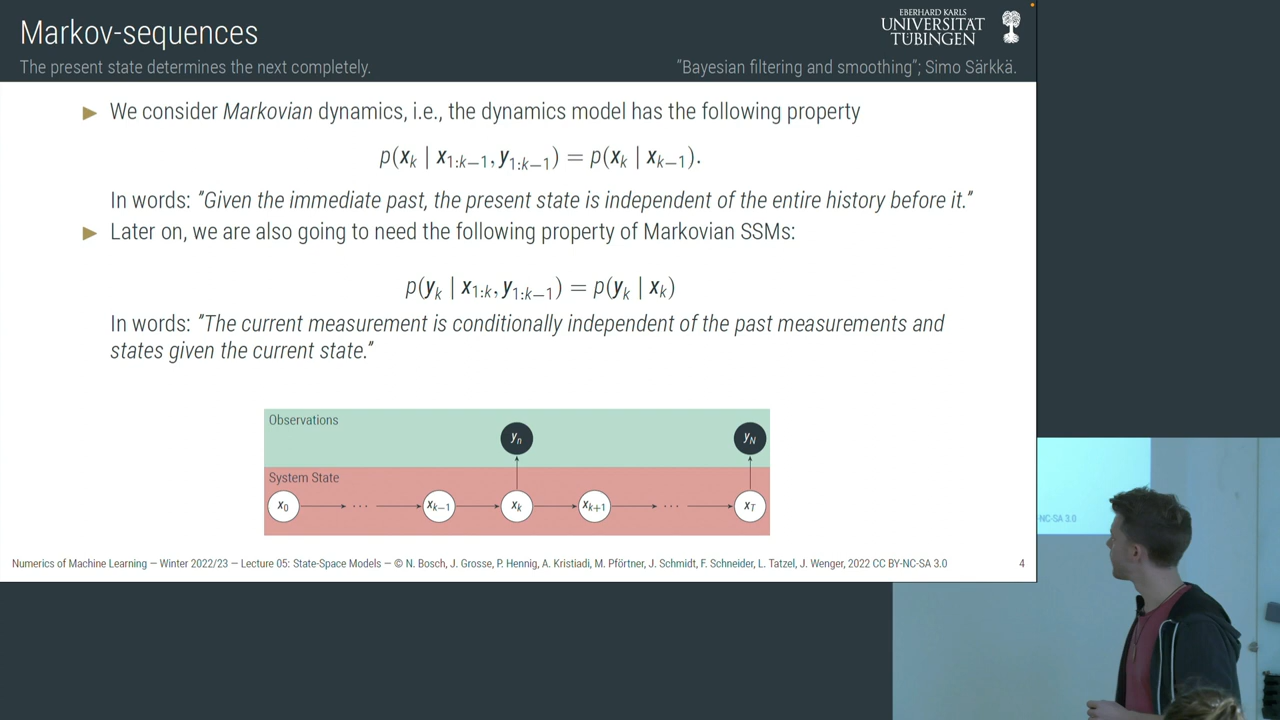 Markov-sequences
EBERHARD KARLS
UNIVERSITÄT
TÜBINGEN
The present state determines the next completely.
"Bayesian filtering and smoothing"; Simo Särkkä.
We consider Markovian dynamics, i.e., the dynamics model has the following property
p(x_k | x_{1:k−1}, y_{1:k−1}) = p(x_k | x_{k−1}).
In words: "Given the immediate past, the present state is independent of the entire history before it."
Later on, we are also going to need the following property of Markovian SSMs:
p(y_k | x_{1:k}, y_{1:k−1}) = p(y_k | x_k)
In words: "The current measurement is conditionally independent of the past measurements and
states given the current state."
Observations
y_n y_N
System State
x_0 ⋯ x_{k−1} x_k x_{k+1} ⋯ x_T
Numerics of Machine Learning — Winter 2022/23 — Lecture 05: State-Space Models — © N. Bosch, J. Grosse, P. Hennig, A. Kristiadi, M. Pförtner, J. Schmidt, F. Schneider, L. Tatzel, J. Wenger, 2022 CC BY-NC-SA 3.0
4
NC-SA 3.0